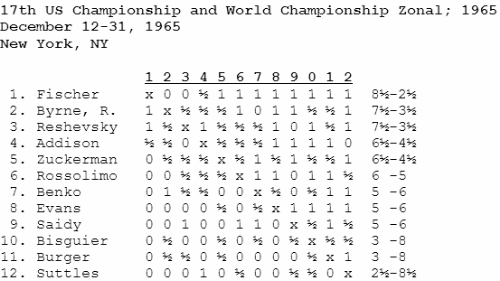 17th US Championship and World Championship Zonal; 1965
December 12-31, 1965
New York, NY
1 2 3 4 5 6 7 8 9 0 1 2
1. Fischer x 0 0 ½ 1 1 1 1 1 1 1 1 8½-2½
2. Byrne, R. 1 x ½ ½ ½ 1 0 1 1 ½ ½ 1 7½-3½
3. Reshevsky 1 ½ x 1 ½ ½ ½ 1 0 1 ½ 1 7½-3½
4. Addison ½ ½ 0 x ½ ½ ½ 1 1 1 1 0 6½-4½
5. Zuckerman 0 ½ ½ ½ x ½ 1 ½ 1 ½ ½ 1 6½-4½
6. Rossolimo 0 0 ½ ½ ½ x 1 1 0 1 1 ½ 6 -5
7. Benko 0 1 ½ ½ 0 0 x ½ 0 ½ 1 1 5 -6
8. Evans 0 0 0 0 ½ 0 ½ x 1 1 1 1 5 -6
9. Saidy 0 0 1 0 0 1 1 0 x ½ 1 ½ 5 -6
10. Bisguier 0 ½ 0 0 ½ 0 ½ 0 ½ x ½ ½ 3 -8
11. Burger 0 ½ ½ 0 ½ 0 0 0 0 ½ x 1 3 -8
12. Suttles 0 0 0 1 0 ½ 0 0 ½ ½ 0 x 2½-8½